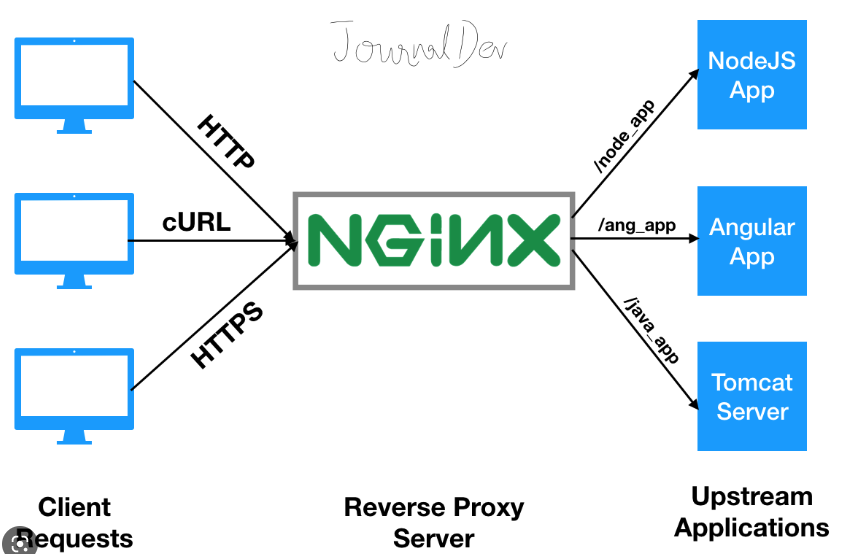 JournalDev
NodeJS
App
HTTP
/node_app
cURL
NGINX
/ang_app
Angular
App
HTTPS
/java_app
Tomcat
Server
Client
Requests
Reverse Proxy
Server
Upstream
Applications